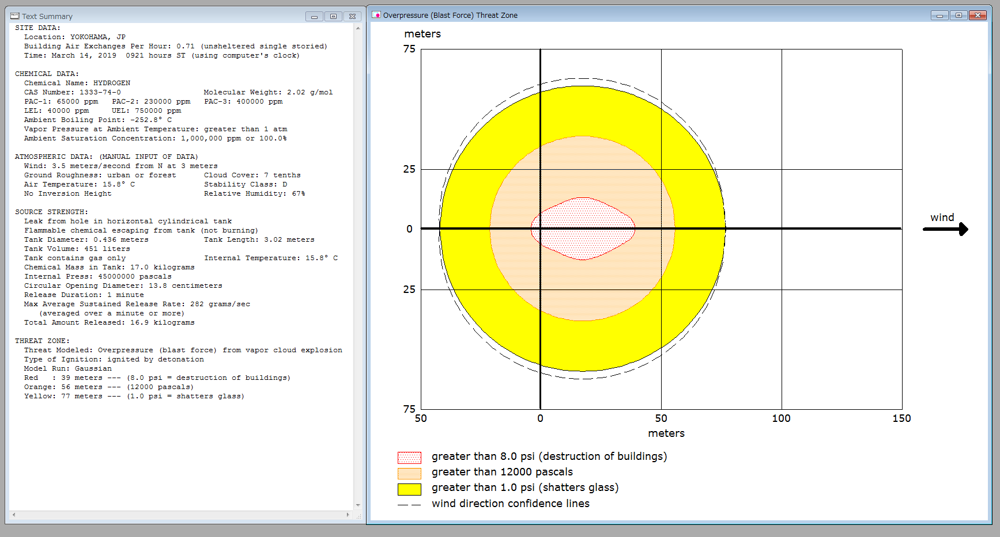 Text Summary
SITE DATA:
Location: YOKOHAMA, JP
Building Air Exchanges Per Hour: 0.71 (unsheltered single storied)
Time: March 14, 2019  0921 hours ST (using computer's clock)
CHEMICAL DATA:
Chemical Name: HYDROGEN
CAS Number: 1333-74-0    Molecular Weight: 2.02 g/mol
PAC-1: 65000 ppm   PAC-2: 230000 ppm   PAC-3: 400000 ppm
LEL: 40000 ppm     UEL: 750000 ppm
Ambient Boiling Point: -252.8° C
Vapor Pressure at Ambient Temperature: greater than 1 atm
Ambient Saturation Concentration: 1,000,000 ppm or 100.0%
ATMOSPHERIC DATA: (MANUAL INPUT OF DATA)
Wind: 3.5 meters/second from N at 3 meters
Ground Roughness: urban or forest    Cloud Cover: 7 tenths
Air Temperature: 15.8° C    Stability Class: D
No Inversion Height    Relative Humidity: 67%
SOURCE STRENGTH:
Leak from hole in horizontal cylindrical tank
Flammable chemical escaping from tank (not burning)
Tank Diameter: 0.436 meters    Tank Length: 3.02 meters
Tank Volume: 451 liters
Tank contains gas only    Internal Temperature: 15.8° C
Chemical Mass in Tank: 17.0 kilograms
Internal Press: 45000000 pascals
Circular Opening Diameter: 13.8 centimeters
Release Duration: 1 minute
Max Average Sustained Release Rate: 282 grams/sec
(averaged over a minute or more)
Total Amount Released: 16.9 kilograms
THREAT ZONE:
Threat Modeled: Overpressure (blast force) from vapor cloud explosion
Type of Ignition: ignited by detonation
Model Run: Gaussian
Red   : 39 meters --- (8.0 psi = destruction of buildings)
Orange: 56 meters --- (12000 pascals)
Yellow: 77 meters --- (1.0 psi = shatters glass)
Overpressure (Blast Force) Threat Zone
meters
75
25
0
25
75
50 0 50 100 150
meters
wind
greater than 8.0 psi (destruction of buildings)
greater than 12000 pascals
greater than 1.0 psi (shatters glass)
wind direction confidence lines